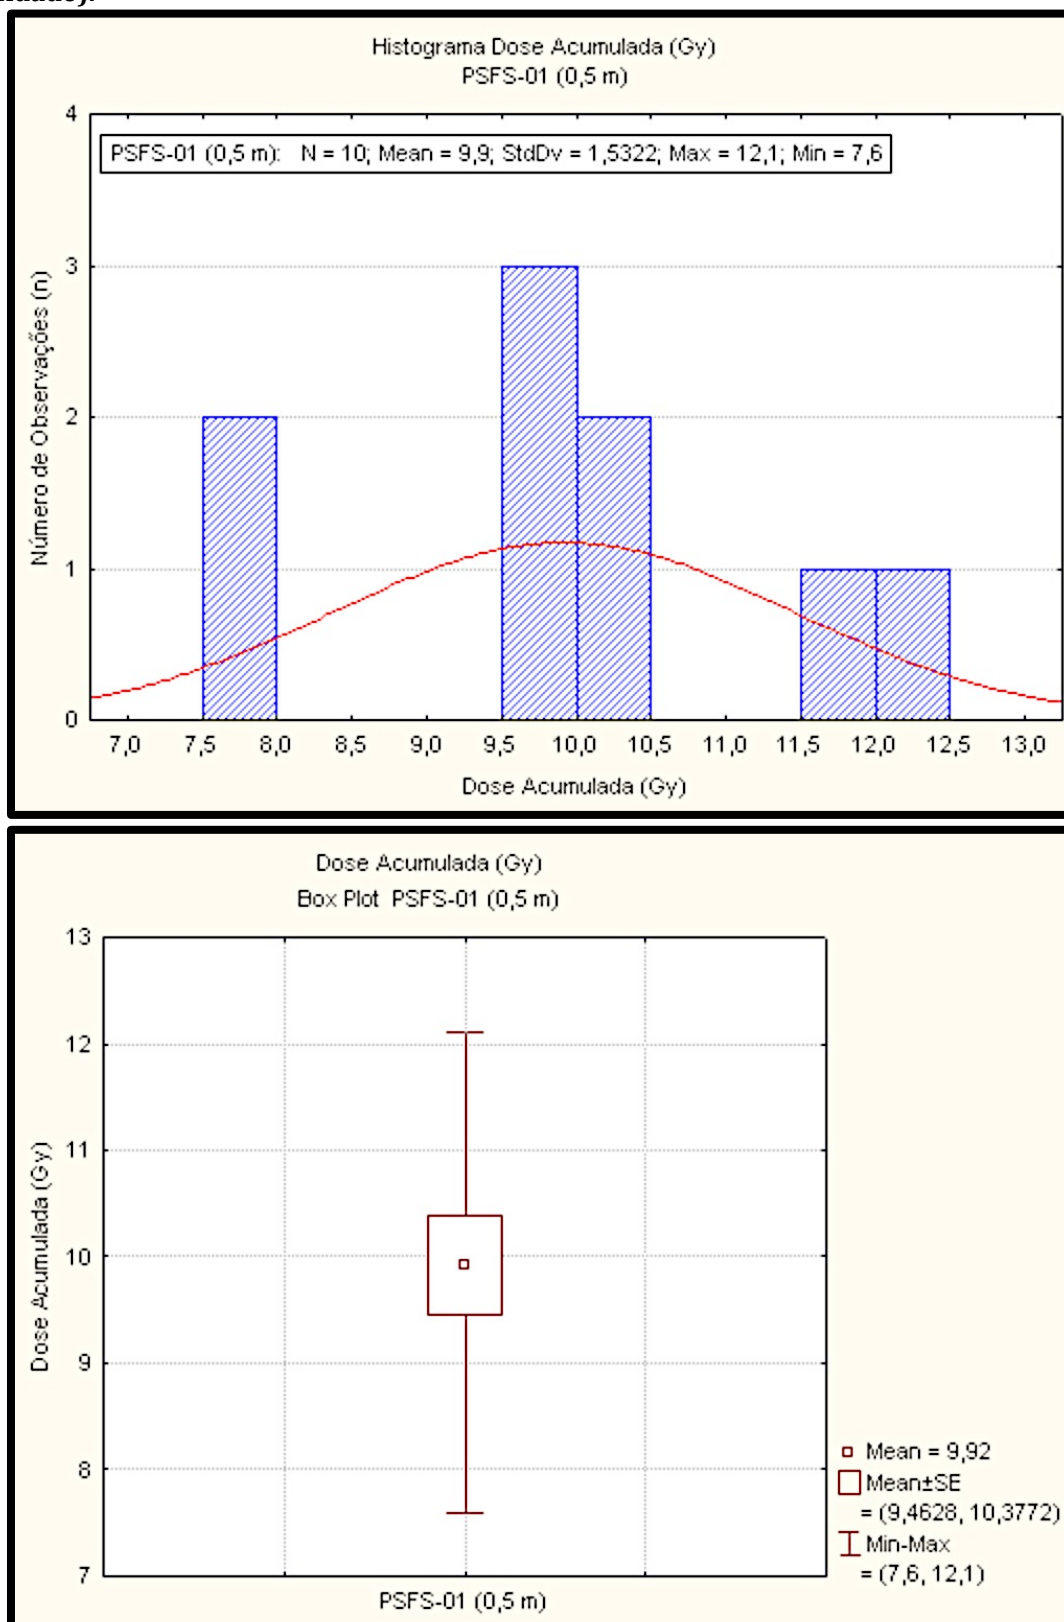 Histograma Dose Acumulada (Gy)
PSFS-01 (0,5 m)
4
PSFS-01 (0,5 m): N = 10; Mean = 9,9; StdDv = 1,5322; Max = 12,1; Min = 7,6
3
2
1
0
Número de Observações (n)
7,0 7,5 8,0 8,5 9,0 9,5 10,0 10,5 11,0 11,5 12,0 12,5 13,0
Dose Acumulada (Gy)
Dose Acumulada (Gy)
Box Plot PSFS-01 (0,5 m)
13
12
11
10
9
8
7
Dose Acumulada (Gy)
PSFS-01 (0,5 m)
Mean = 9,92
Mean±SE
= (9,4628, 10,3772)
Min-Max
= (7,6, 12,1)